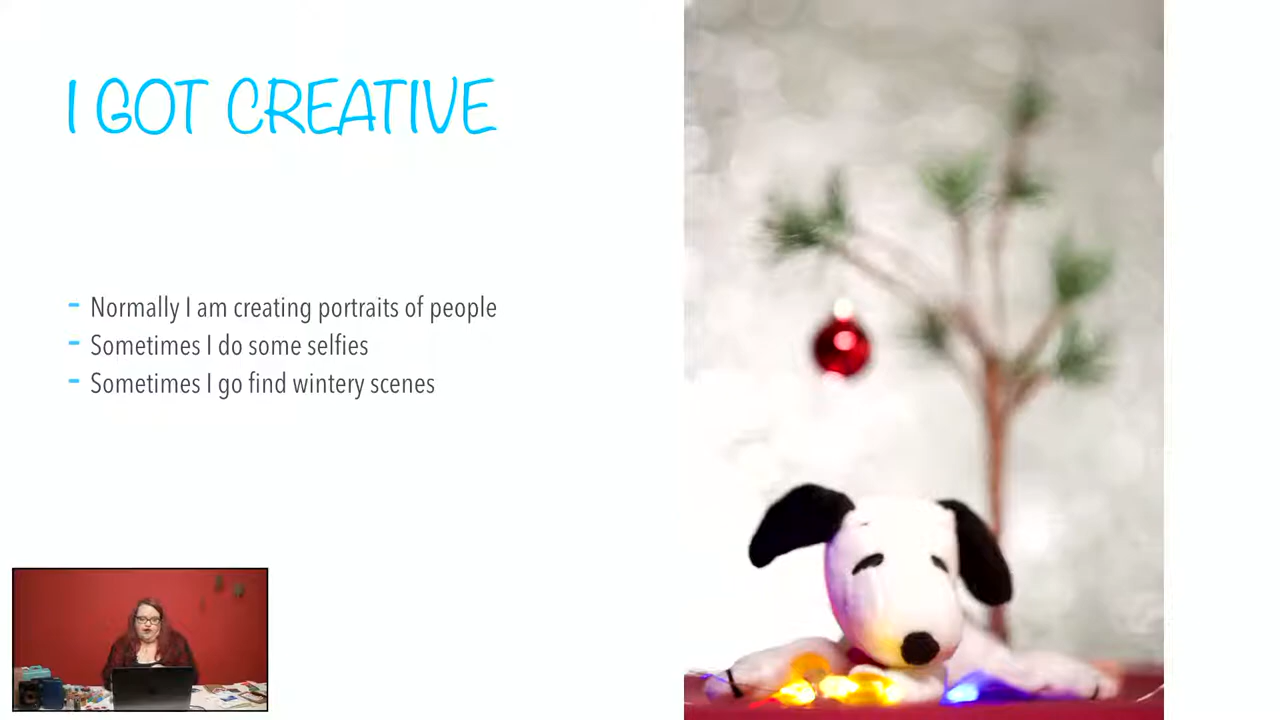 I GOT CREATIVE
- Normally I am creating portraits of people
- Sometimes I do some selfies
- Sometimes I go find wintery scenes